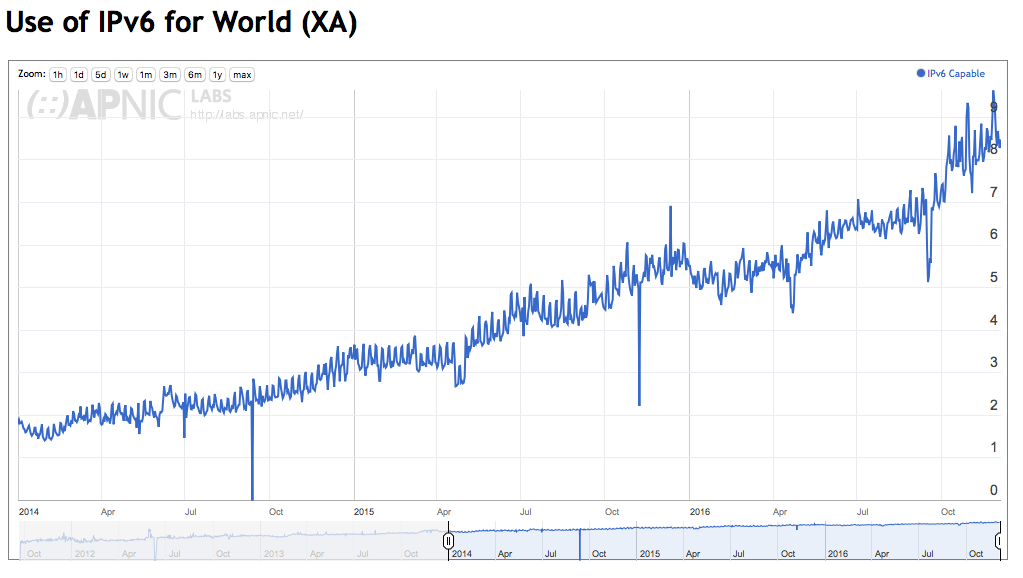 Use of IPv6 for World (XA)
Zoom: 1h 1d 5d 1w 1m 3m 6m 1y max
IPv6 Capable
(::)APNIC LABS
http://labs.apnic.net/
9
8
7
6
5
4
3
2
1
0
2014 Apr Jul Oct 2015 Apr Jul Oct 2016 Apr Jul Oct
Oct 2012 Apr Jul Oct 2013 Apr Jul Oct 2014 Apr Jul Oct 2015 Apr Jul Oct 2016 Apr Jul Oct